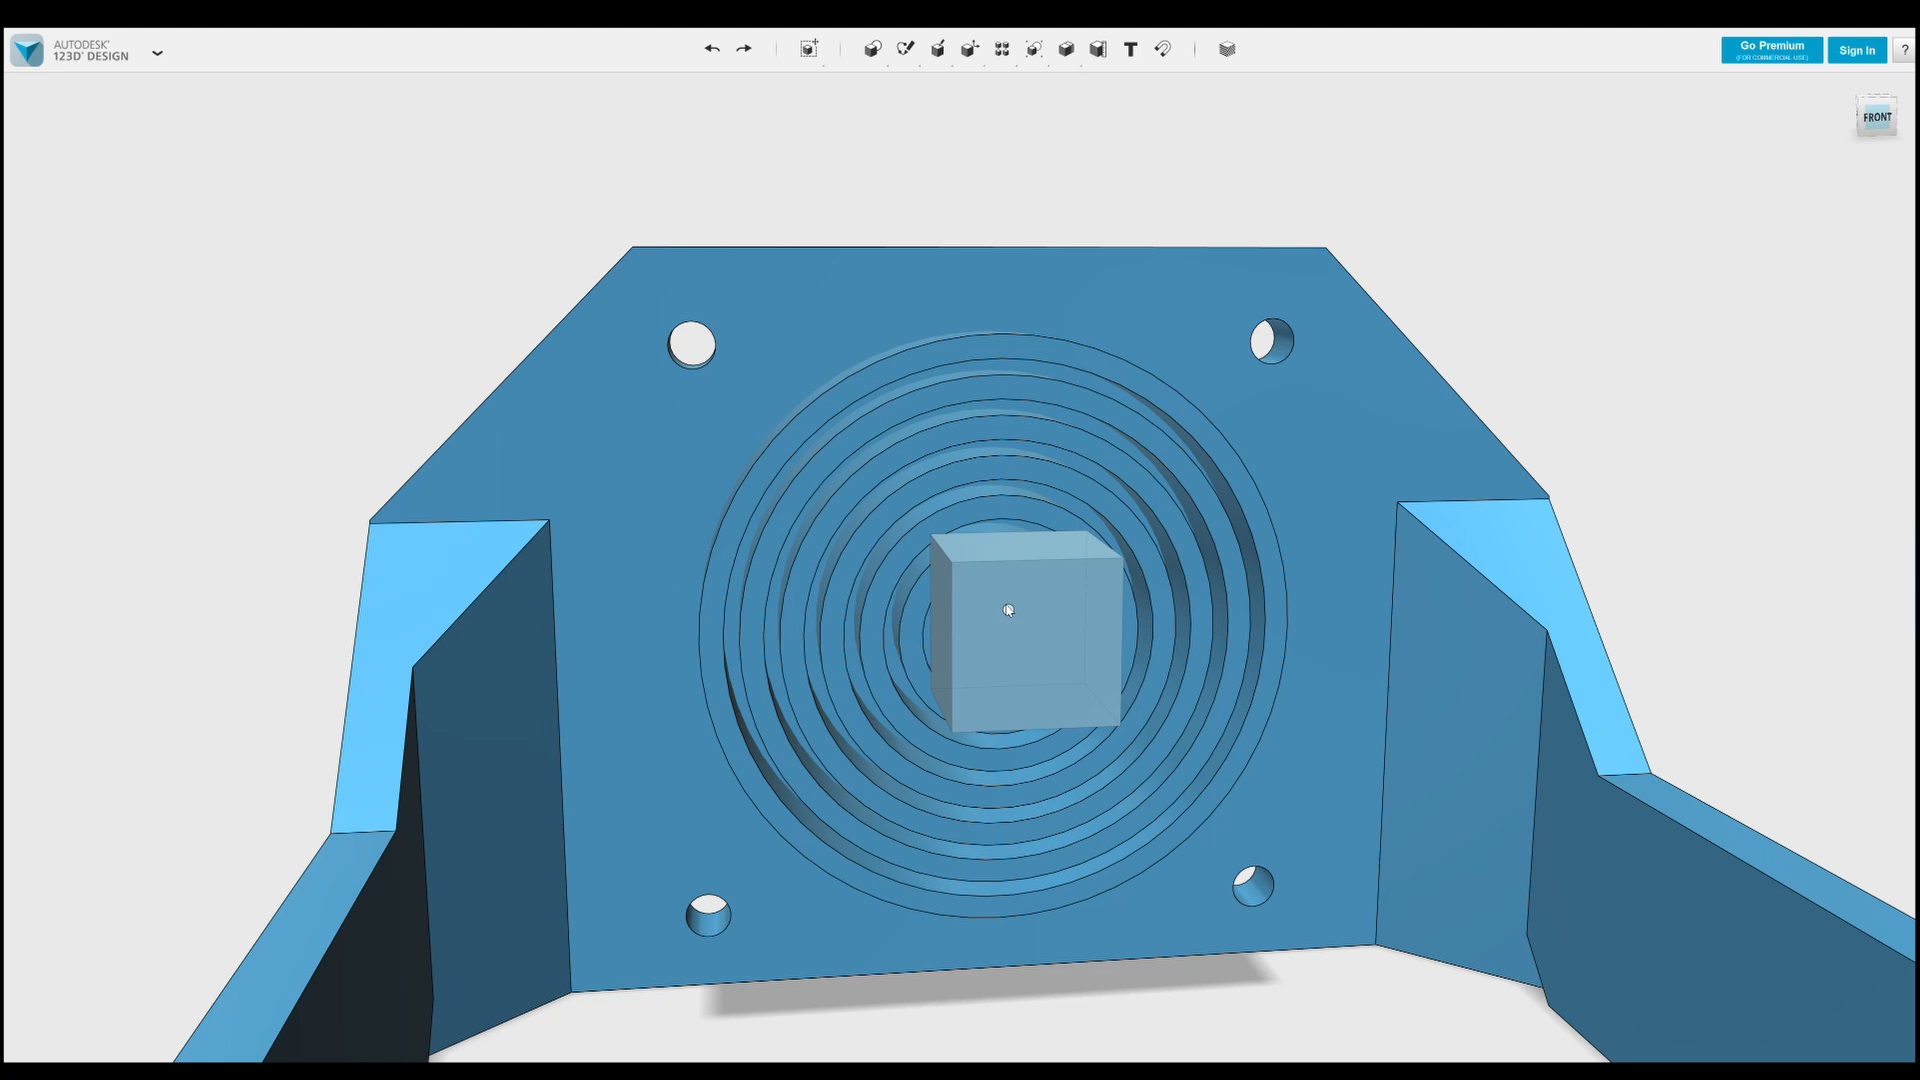 AUTODESK®
123D® DESIGN
T
Go Premium
(FOR COMMERCIAL USE)
Sign In
?
FRONT